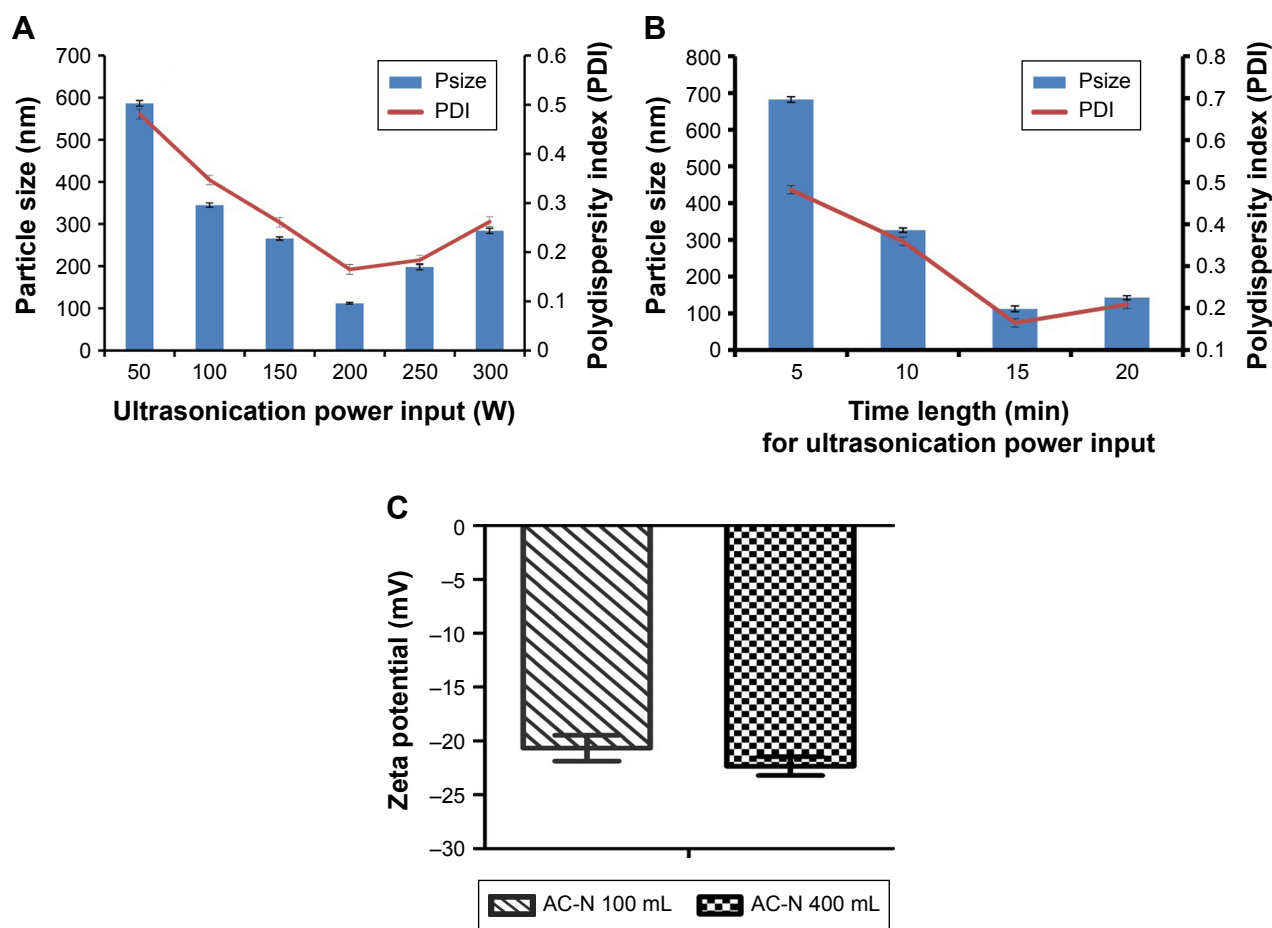 A
700
600
500
400
300
200
100
0
Particle size (nm)
Psize
PDI
0.6
0.5
0.4
0.3
0.2
0.1
0
Polydispersity index (PDI)
50 100 150 200 250 300
Ultrasonication power input (W)
B
800
700
600
500
400
300
200
100
0
Particle size (nm)
Psize
PDI
0.8
0.7
0.6
0.5
0.4
0.3
0.2
0.1
Polydispersity index (PDI)
5 10 15 20
Time length (min)
for ultrasonication power input
C
0
–5
–10
–15
–20
–25
–30
Zeta potential (mV)
AC-N 100 mL AC-N 400 mL